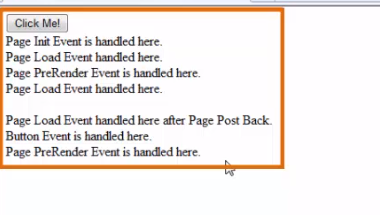 Click Me!
Page Init Event is handled here.
Page Load Event is handled here.
Page PreRender Event is handled here.
Page Load Event is handled here.
Page Load Event handled here after Page Post Back.
Button Event is handled here.
Page PreRender Event is handled here.